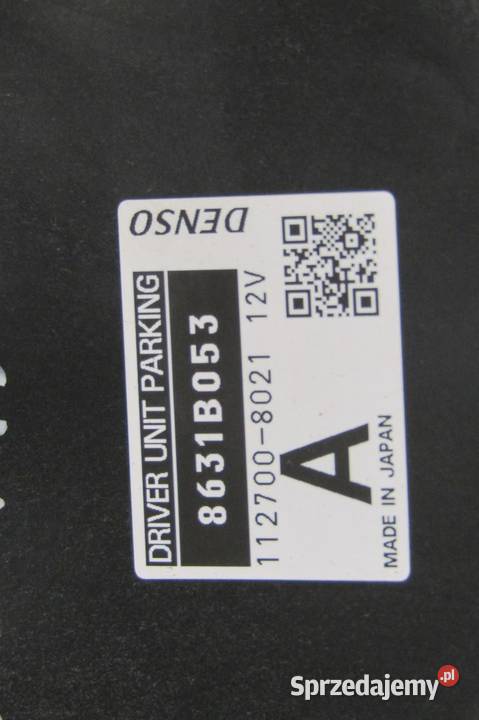 DENSO
DRIVER UNIT PARKING
8631B053
112700-8021 12V
A
MADE IN JAPAN
Sprzedajemy.pl